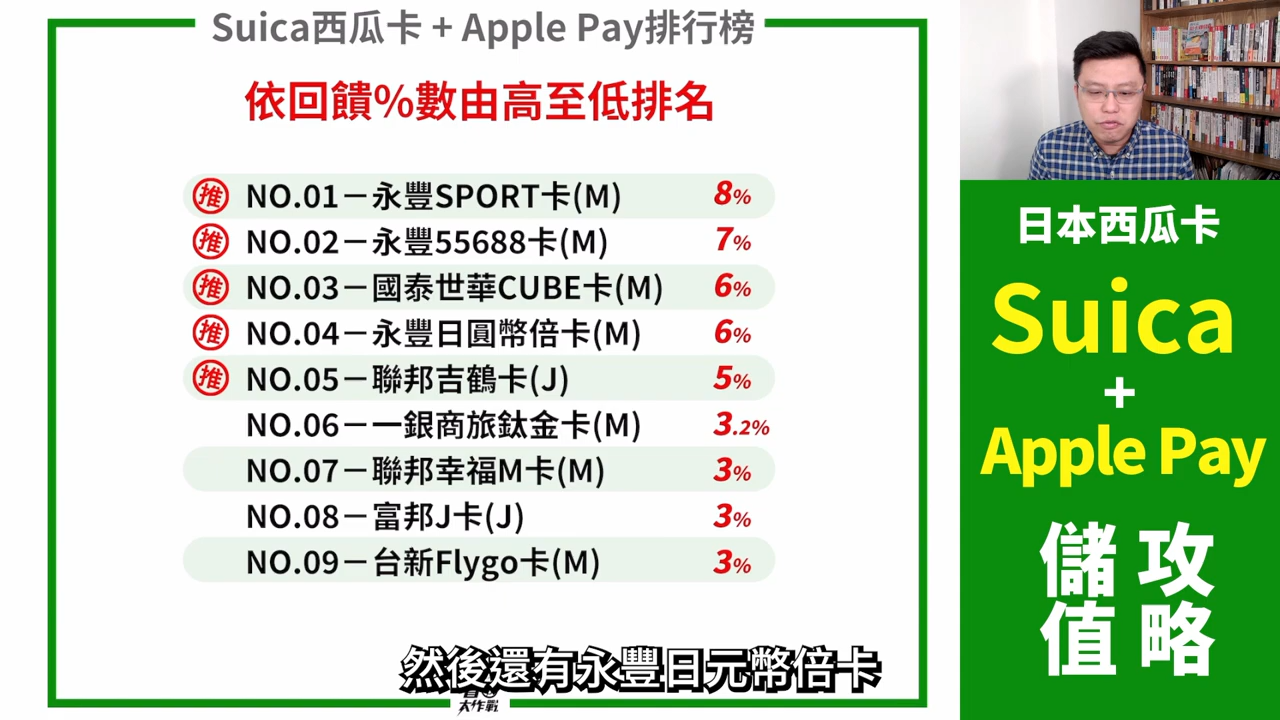 Suica西瓜卡 + Apple Pay排行榜
依回饋%數由高至低排名
推 NO.01－永豐SPORT卡(M) 8%
推 NO.02－永豐55688卡(M) 7%
推 NO.03－國泰世華CUBE卡(M) 6%
推 NO.04－永豐日圓幣倍卡(M) 6%
推 NO.05－聯邦吉鶴卡(J) 5%
NO.06－一銀商旅鈦金卡(M) 3.2%
NO.07－聯邦幸福M卡(M) 3%
NO.08－富邦J卡(J) 3%
NO.09－台新Flygo卡(M) 3%
然後還有永豐日元幣倍卡
大作戰
日本西瓜卡
Suica
+
Apple Pay
儲值
攻略